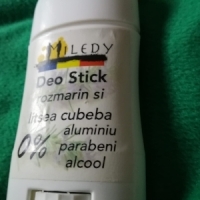 MILEDY
Deo Stick
rozmarin si
litsea cubeba
0% aluminiu
parabeni
alcool